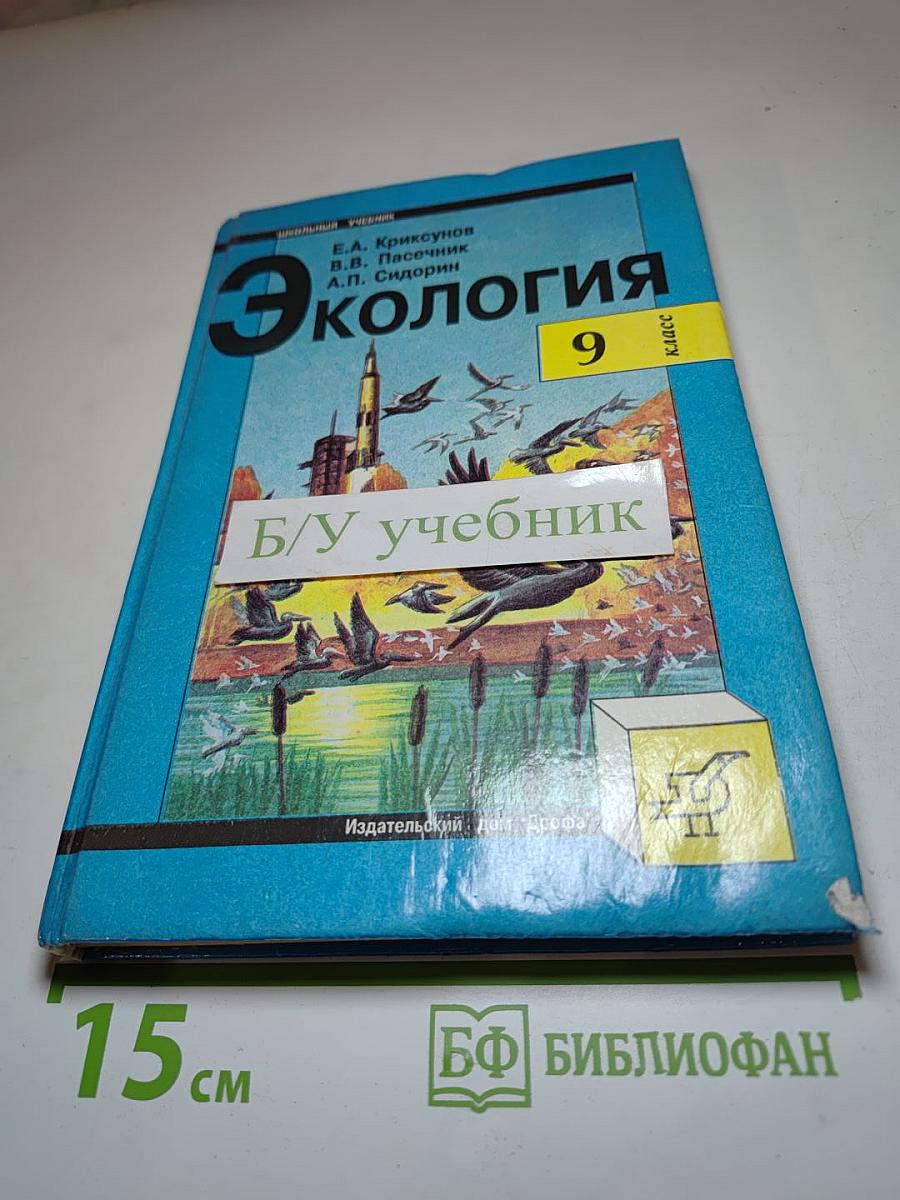 ШКОЛЬНЫЙ УЧЕБНИК
Е.А. Криксунов
В.В. Пасечник
А.П. Сидорин
Экология
9 класс
Б/У учебник
Издательский дом Дрофа
15 см
БФ БИБЛИОФАН